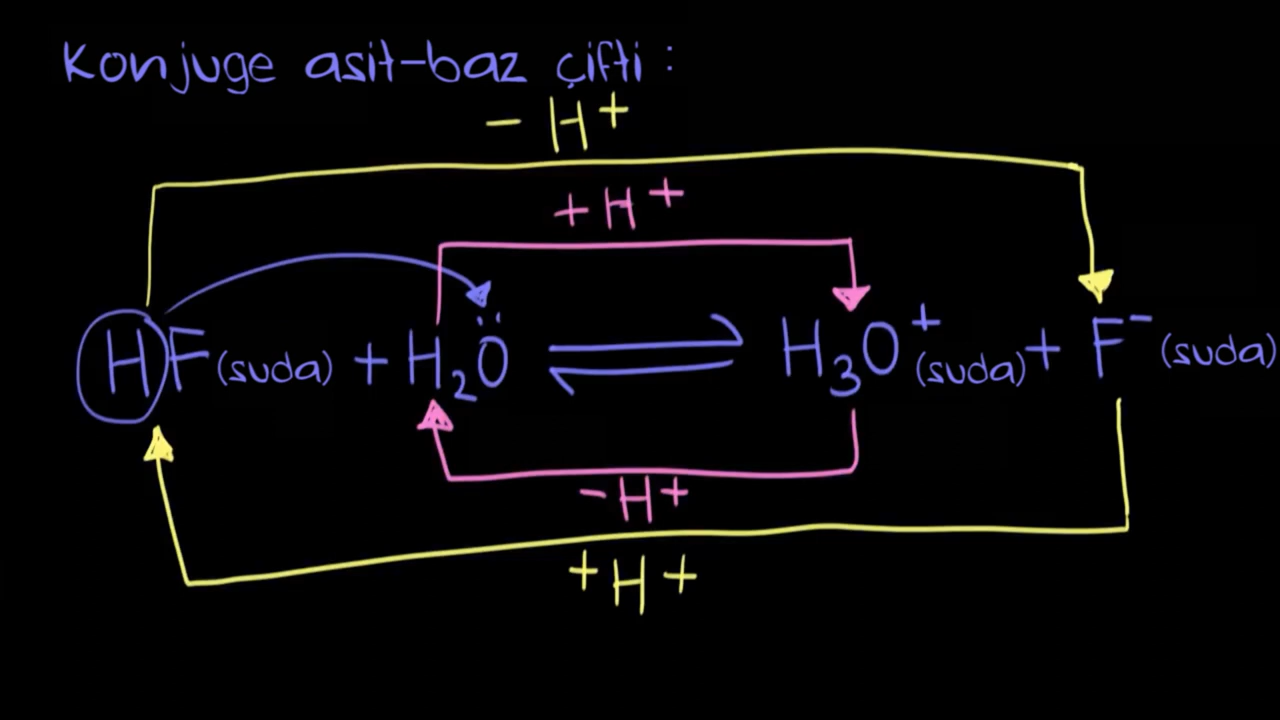 Konjuge asit-baz çifti :
- H⁺
+ H⁺
HF(suda) + H₂Ö ⇌ H₃O⁺(suda) + F⁻(suda)
- H⁺
+ H⁺